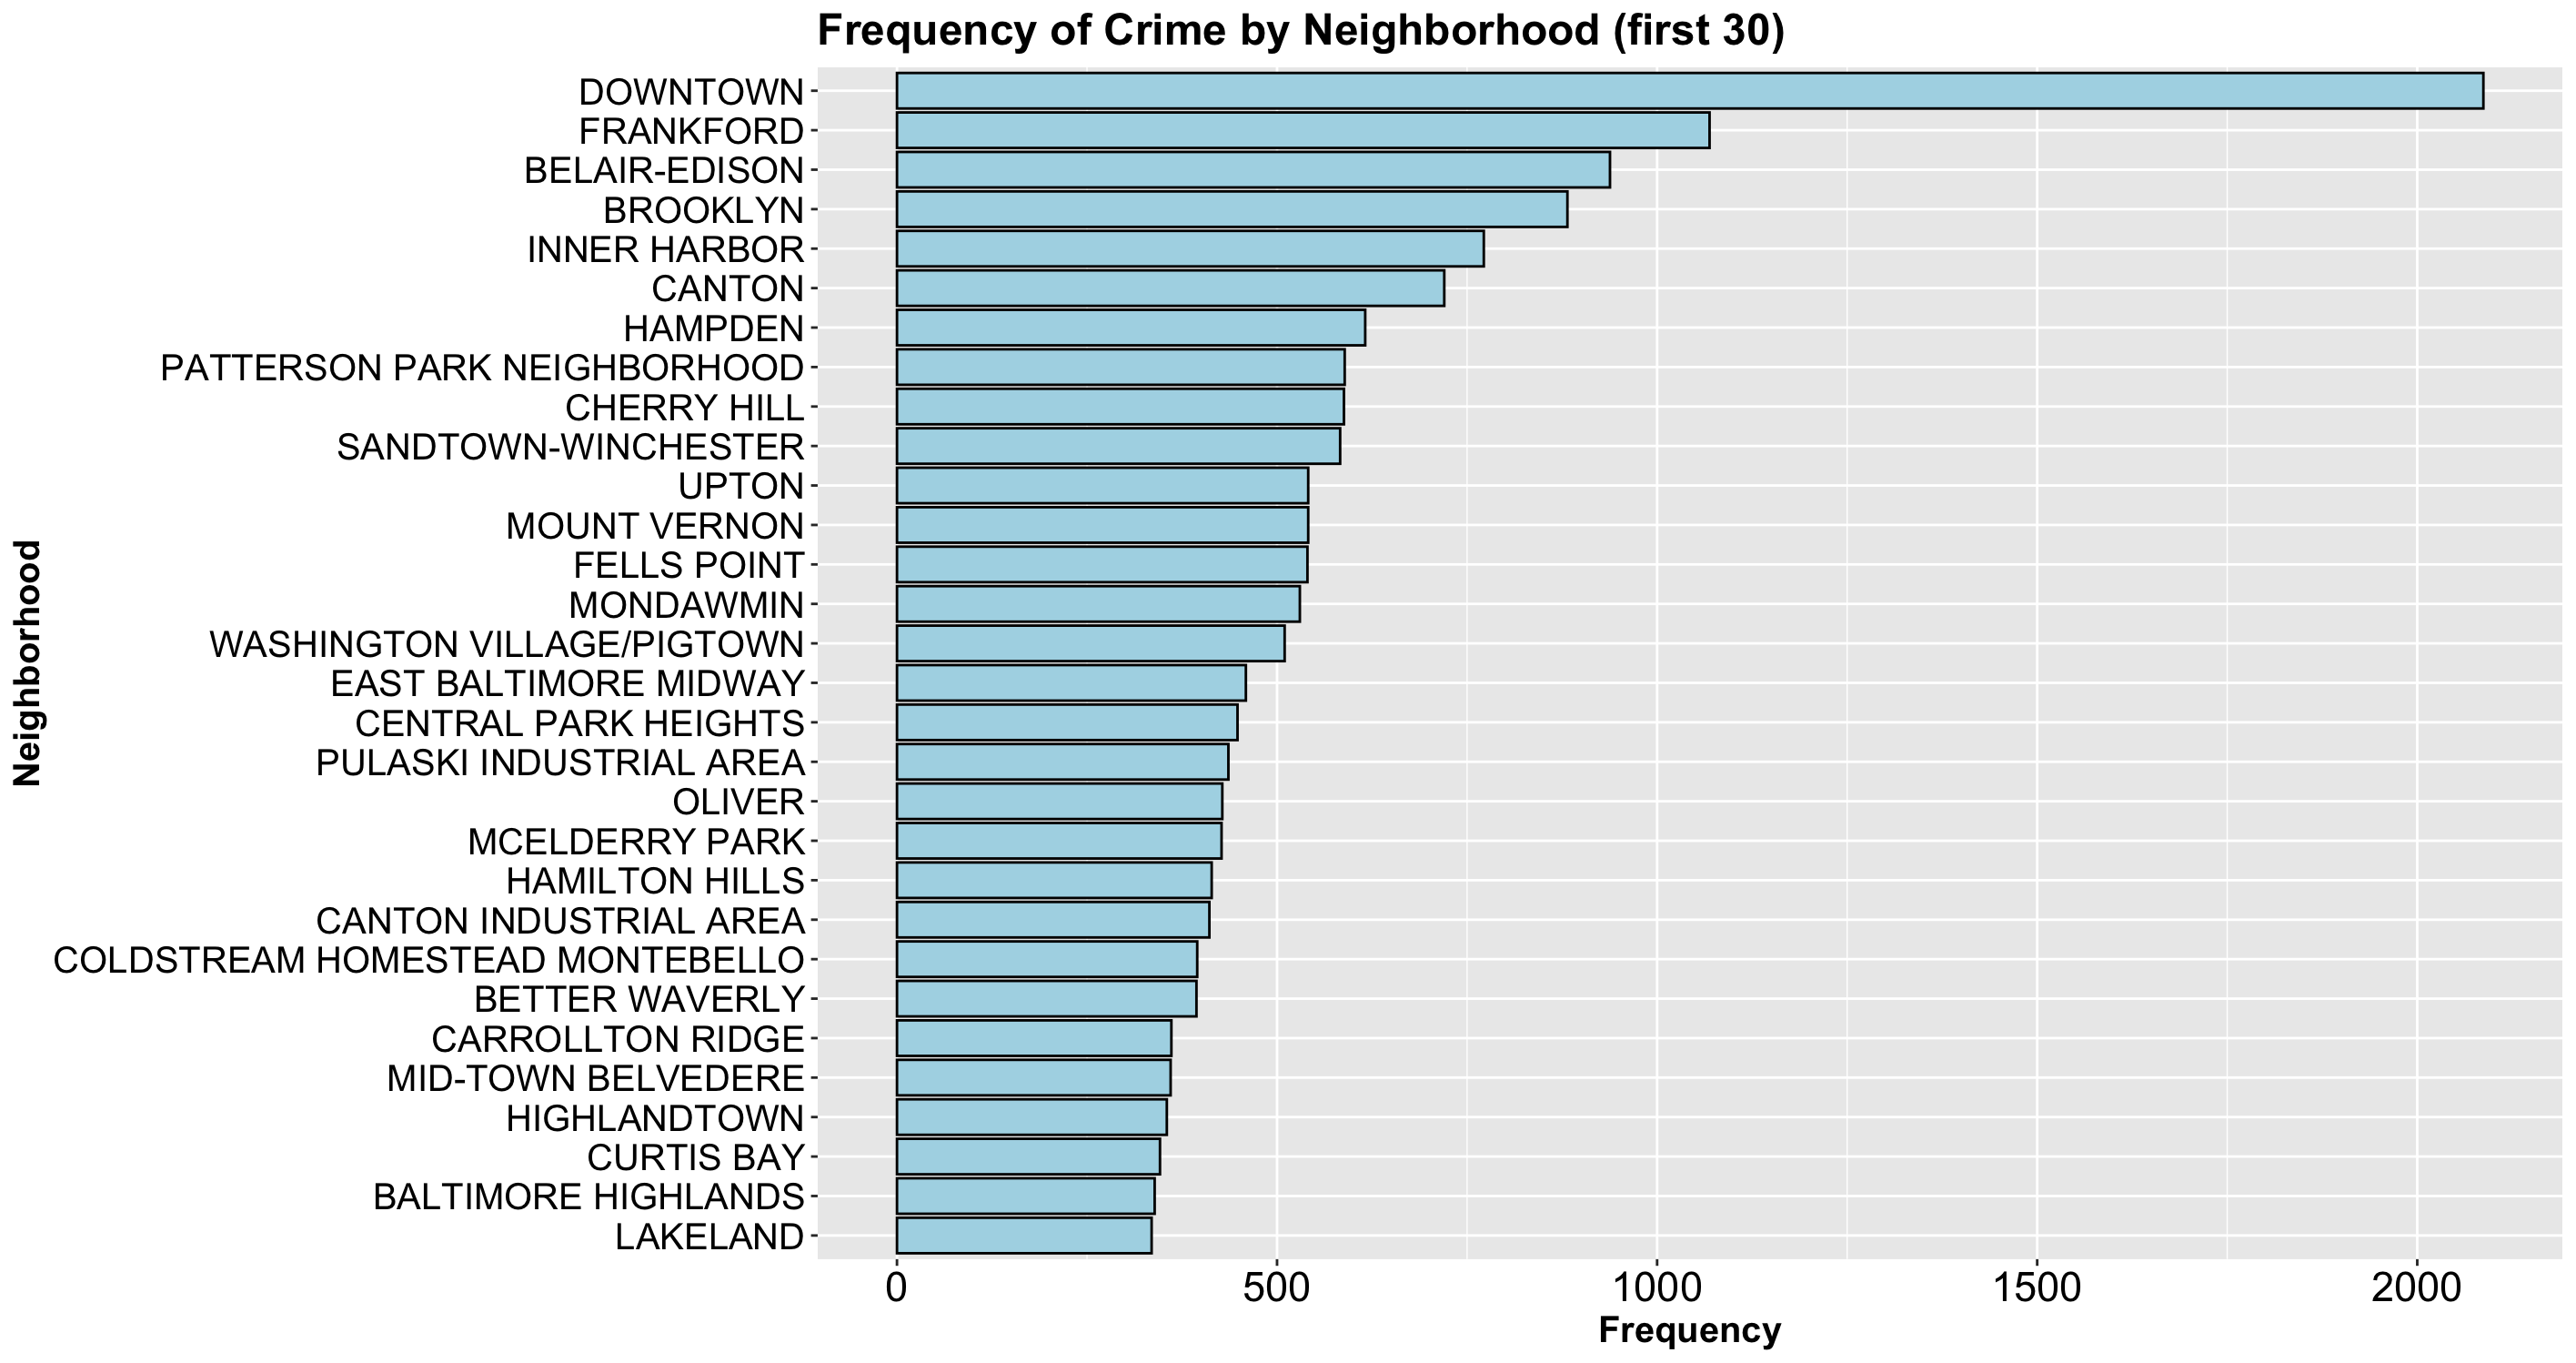 Frequency of Crime by Neighborhood (first 30)
Neighborhood
DOWNTOWN
FRANKFORD
BELAIR-EDISON
BROOKLYN
INNER HARBOR
CANTON
HAMPDEN
PATTERSON PARK NEIGHBORHOOD
CHERRY HILL
SANDTOWN-WINCHESTER
UPTON
MOUNT VERNON
FELLS POINT
MONDAWMIN
WASHINGTON VILLAGE/PIGTOWN
EAST BALTIMORE MIDWAY
CENTRAL PARK HEIGHTS
PULASKI INDUSTRIAL AREA
OLIVER
MCELDERRY PARK
HAMILTON HILLS
CANTON INDUSTRIAL AREA
COLDSTREAM HOMESTEAD MONTEBELLO
BETTER WAVERLY
CARROLLTON RIDGE
MID-TOWN BELVEDERE
HIGHLANDTOWN
CURTIS BAY
BALTIMORE HIGHLANDS
LAKELAND
0 500 1000 1500 2000
Frequency